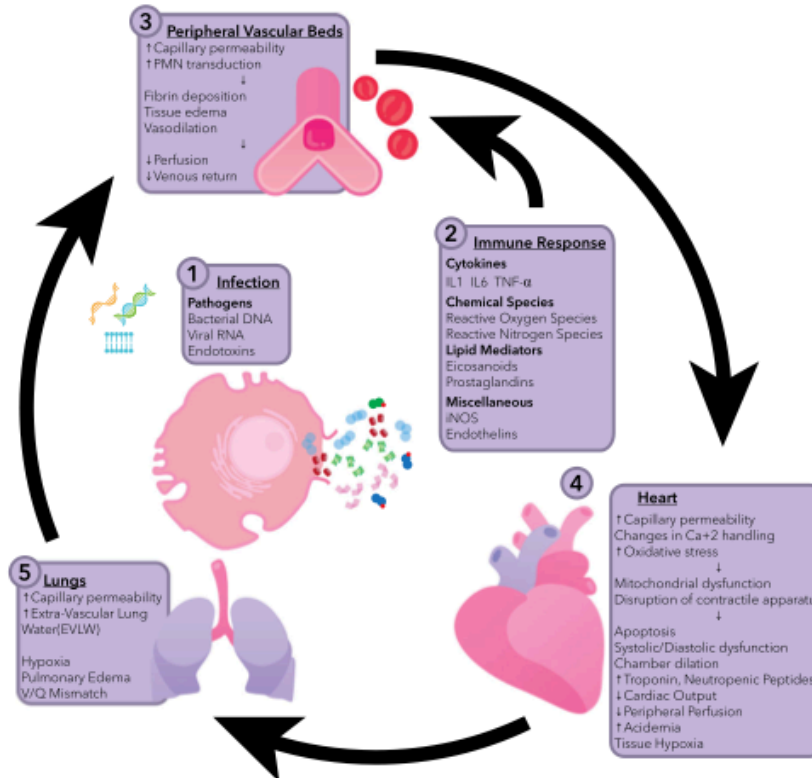 3
Peripheral Vascular Beds
↑Capillary permeability
↑PMN transduction
↓
Fibrin deposition
Tissue edema
Vasodilation
↓
↓Perfusion
↓Venous return
1
Infection
Pathogens
Bacterial DNA
Viral RNA
Endotoxins
2
Immune Response
Cytokines
IL1 IL6 TNF-α
Chemical Species
Reactive Oxygen Species
Reactive Nitrogen Species
Lipid Mediators
Eicosanoids
Prostaglandins
Miscellaneous
iNOS
Endothelins
4
Heart
↑Capillary permeability
Changes in Ca+2 handling
↑Oxidative stress
↓
Mitochondrial dysfunction
Disruption of contractile apparatu
↓
Apoptosis
Systolic/Diastolic dysfunction
Chamber dilation
↑Troponin, Neutropenic Peptides
↓Cardiac Output
↓Peripheral Perfusion
↑Acidemia
Tissue Hypoxia
5
Lungs
↑Capillary permeability
↑Extra-Vascular Lung
Water(EVLW)
Hypoxia
Pulmonary Edema
V/Q Mismatch